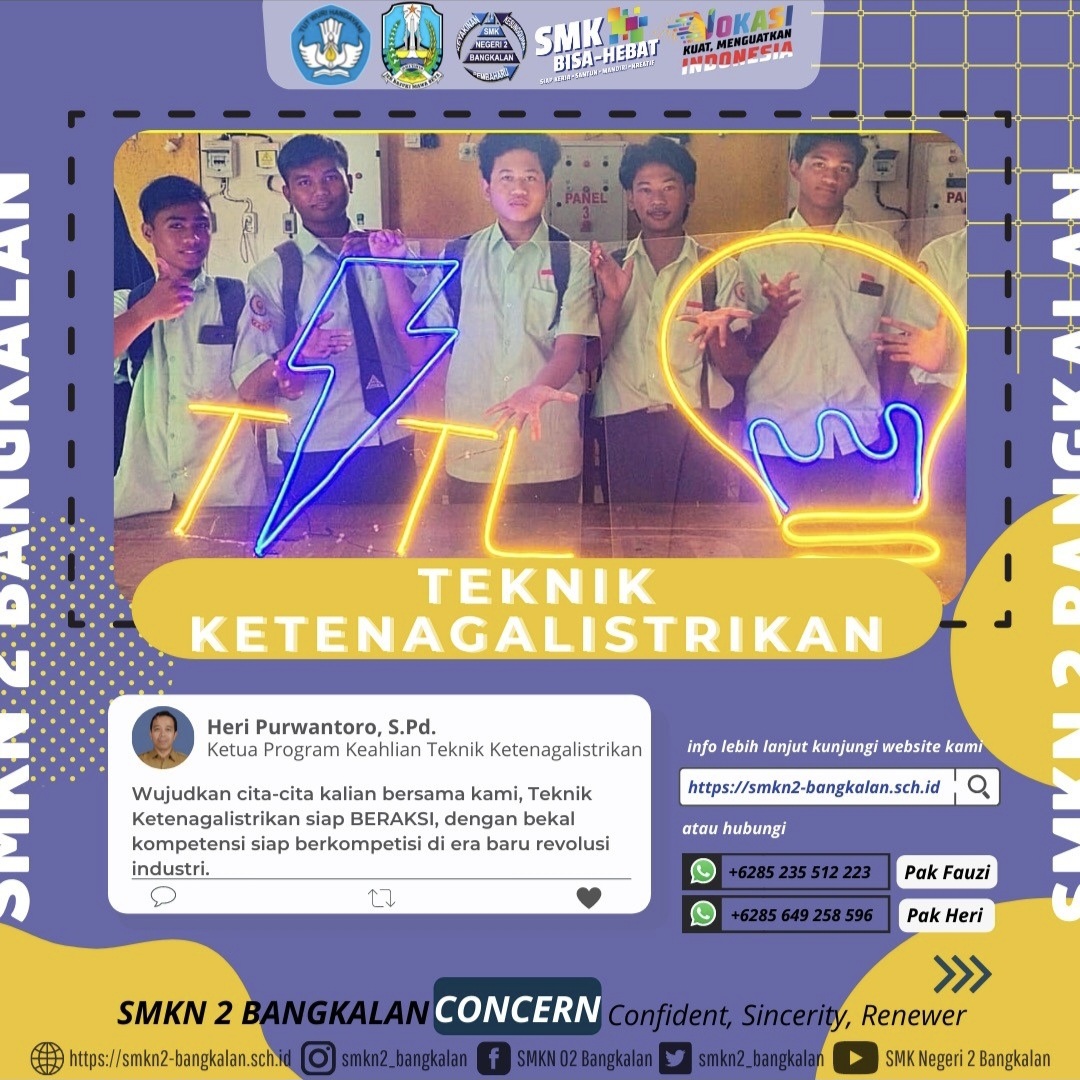 TUT WURI HANDAYANI
SMK
NEGERI 2
BANGKALAN
SMK
BISA-HEBAT
SIAP KERJA • SANTUN • MANDIRI • KREATIF
VOKASI
KUAT, MENGUATKAN
INDONESIA
SMKN 2 BANGKALAN
SMKN 2 BANGKALAN
PANEL
3
PA
T TL
TEKNIK
KETENAGALISTRIKAN
Heri Purwantoro, S.Pd.
Ketua Program Keahlian Teknik Ketenagalistrikan
Wujudkan cita-cita kalian bersama kami, Teknik
Ketenagalistrikan siap BERAKSI, dengan bekal
kompetensi siap berkompetisi di era baru revolusi
industri.
info lebih lanjut kunjungi website kami
https://smkn2-bangkalan.sch.id
atau hubungi
+6285 235 512 223 Pak Fauzi
+6285 649 258 596 Pak Heri
SMKN 2 BANGKALAN CONCERN Confident, Sincerity, Renewer
https://smkn2-bangkalan.sch.id smkn2_bangkalan SMKN 02 Bangkalan smkn2_bangkalan SMK Negeri 2 Bangkalan